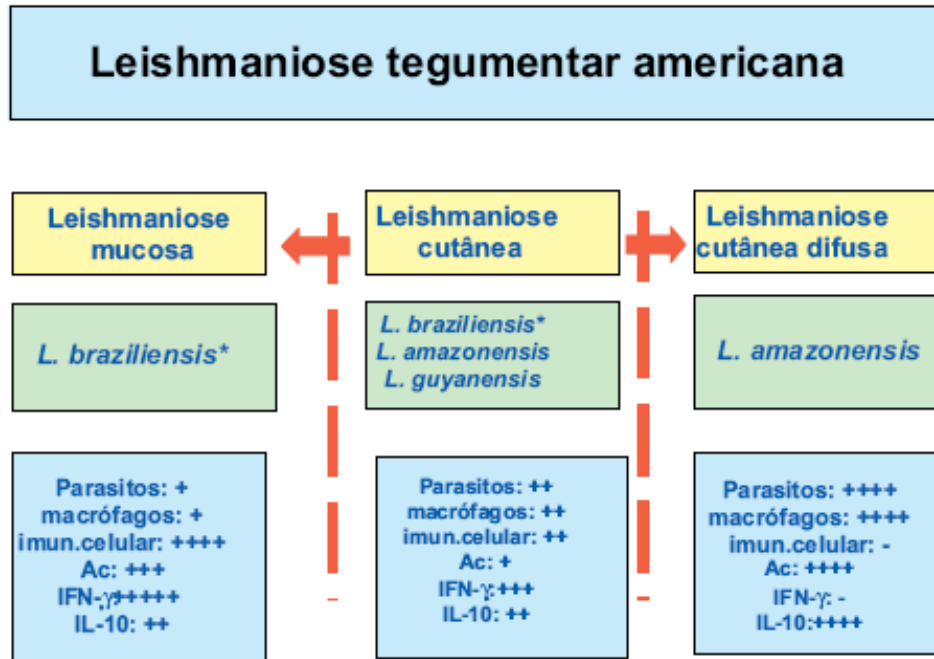 Leishmaniose tegumentar americana
Leishmaniose
mucosa
Leishmaniose
cutânea
Leishmaniose
cutânea difusa
L. braziliensis*
L. braziliensis*
L. amazonensis
L. guyanensis
L. amazonensis
Parasitos: +
macrófagos: +
imun.celular: ++++
Ac: +++
IFN-γ:+++++
IL-10: ++
Parasitos: ++
macrófagos: ++
imun.celular: ++
Ac: +
IFN-γ:+++
IL-10: ++
Parasitos: ++++
macrófagos: ++++
imun.celular: -
Ac: ++++
IFN-γ: -
IL-10:++++